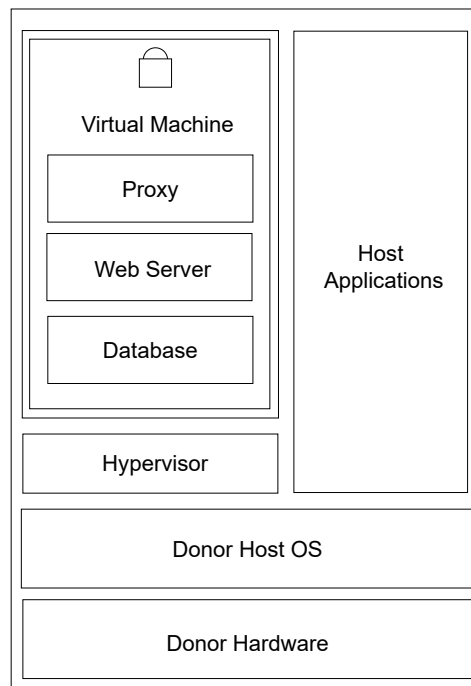 Virtual Machine
Proxy
Web Server
Database
Host
Applications
Hypervisor
Donor Host OS
Donor Hardware